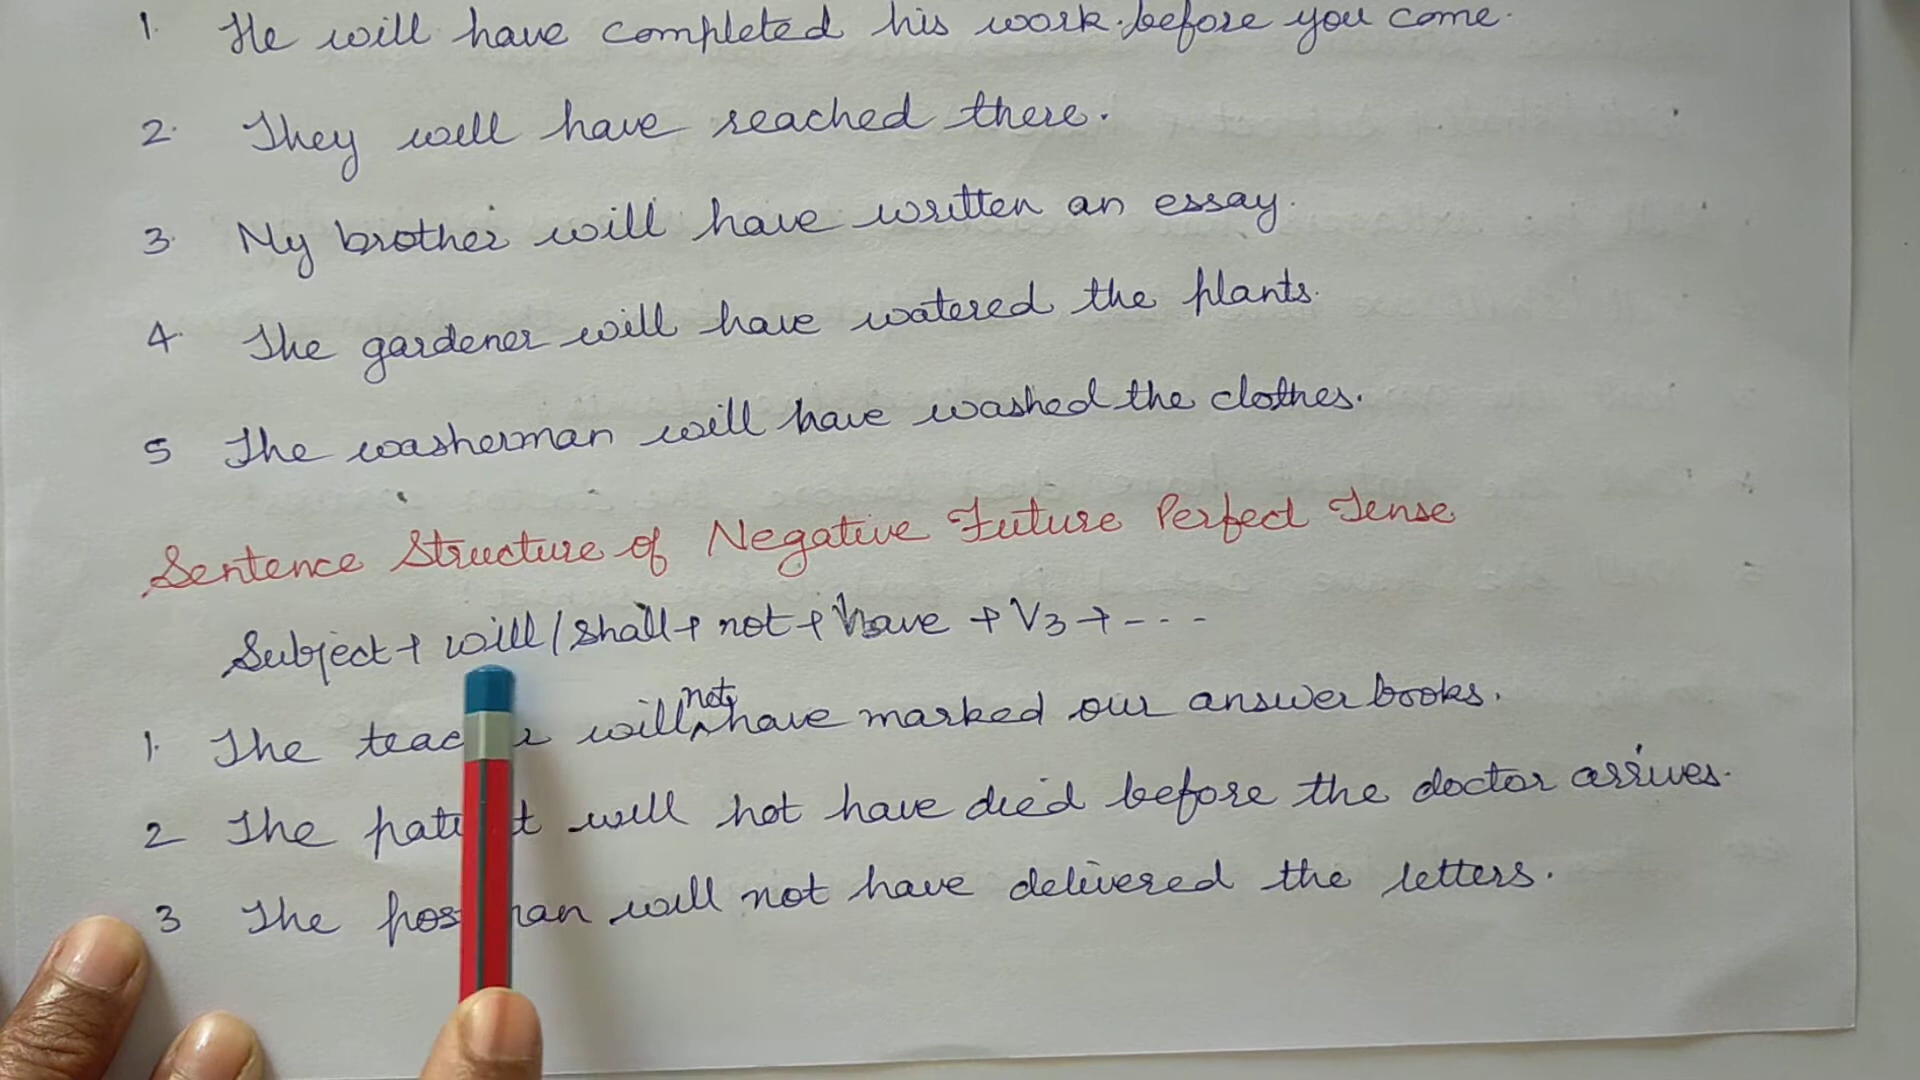 1. He will have completed his work before you come.
2. They will have reached there.
3. My brother will have written an essay.
4. The gardener will have watered the plants.
5 The washerman will have washed the clothes.
Sentence Structure of Negative Future Perfect Tense
Subject + will / shall + not + have + V3 + - - -
1. The will not have marked our answer books.
2 The will not have died before the doctor arrives.
3 The will not have delivered the letters.